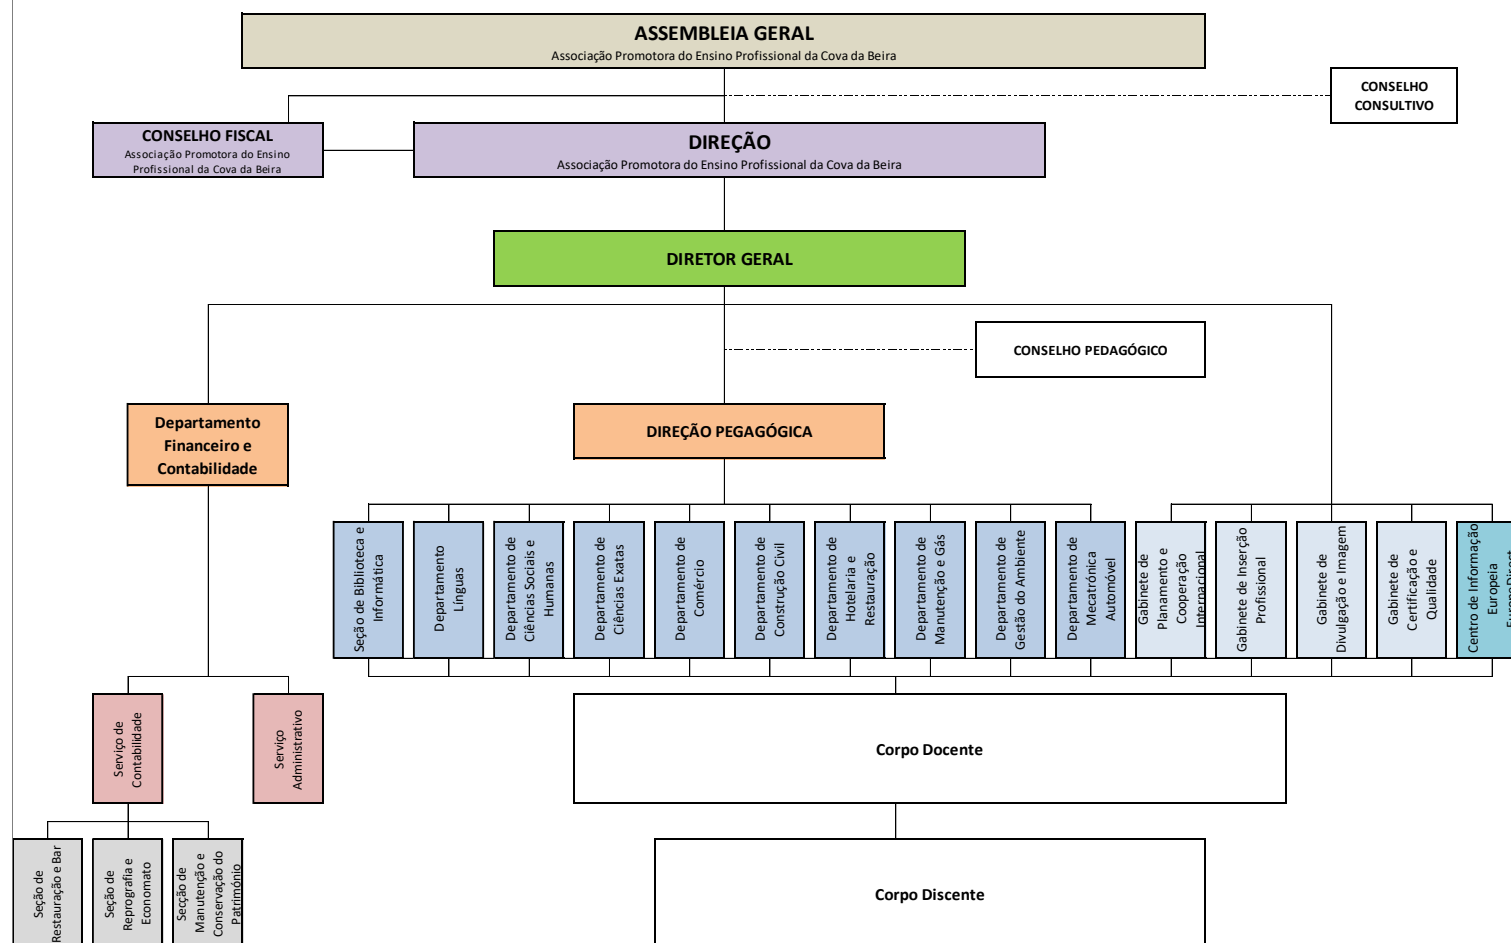 ASSEMBLEIA GERAL
Associação Promotora do Ensino Profissional da Cova da Beira
CONSELHO
CONSULTIVO
CONSELHO FISCAL
Associação Promotora do Ensino
Profissional da Cova da Beira
DIREÇÃO
Associação Promotora do Ensino Profissional da Cova da Beira
DIRETOR GERAL
CONSELHO PEDAGÓGICO
Departamento
Financeiro e
Contabilidade
DIREÇÃO PEGAGÓGICA
Seção de Biblioteca e
Informática
Departamento
Línguas
Departamento de
Ciências Sociais e
Humanas
Departamento de
Ciências Exatas
Departamento de
Comércio
Departamento de
Construção Civil
Departamento de
Hotelaria e
Restauração
Departamento de
Manutenção e Gás
Departamento de
Gestão do Ambiente
Departamento de
Mecatrónica
Automóvel
Gabinete de
Planamento e
Cooperação
Internacional
Gabinete de Inserção
Profissional
Gabinete de
Divulgação e Imagem
Gabinete de
Certificação e
Qualidade
Centro de Informação
Europeia
EuropeDirect
Serviço de
Contabilidade
Serviço
Administrativo
Corpo Docente
Seção de
Restauração e Bar
Seção de
Reprografia e
Economato
Secção de
Manutenção e
Conservação do
Património
Corpo Discente